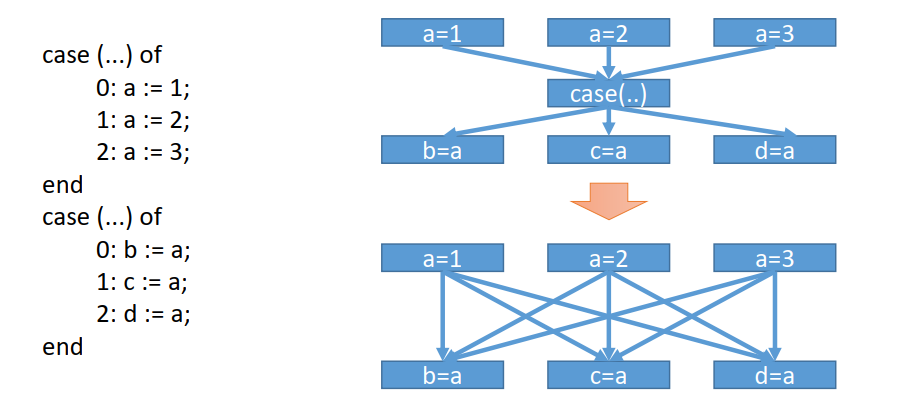 case (...) of
0: a := 1;
1: a := 2;
2: a := 3;
end
case (...) of
0: b := a;
1: c := a;
2: d := a;
end
a=1 a=2 a=3
case(..)
b=a c=a d=a
a=1 a=2 a=3
b=a c=a d=a